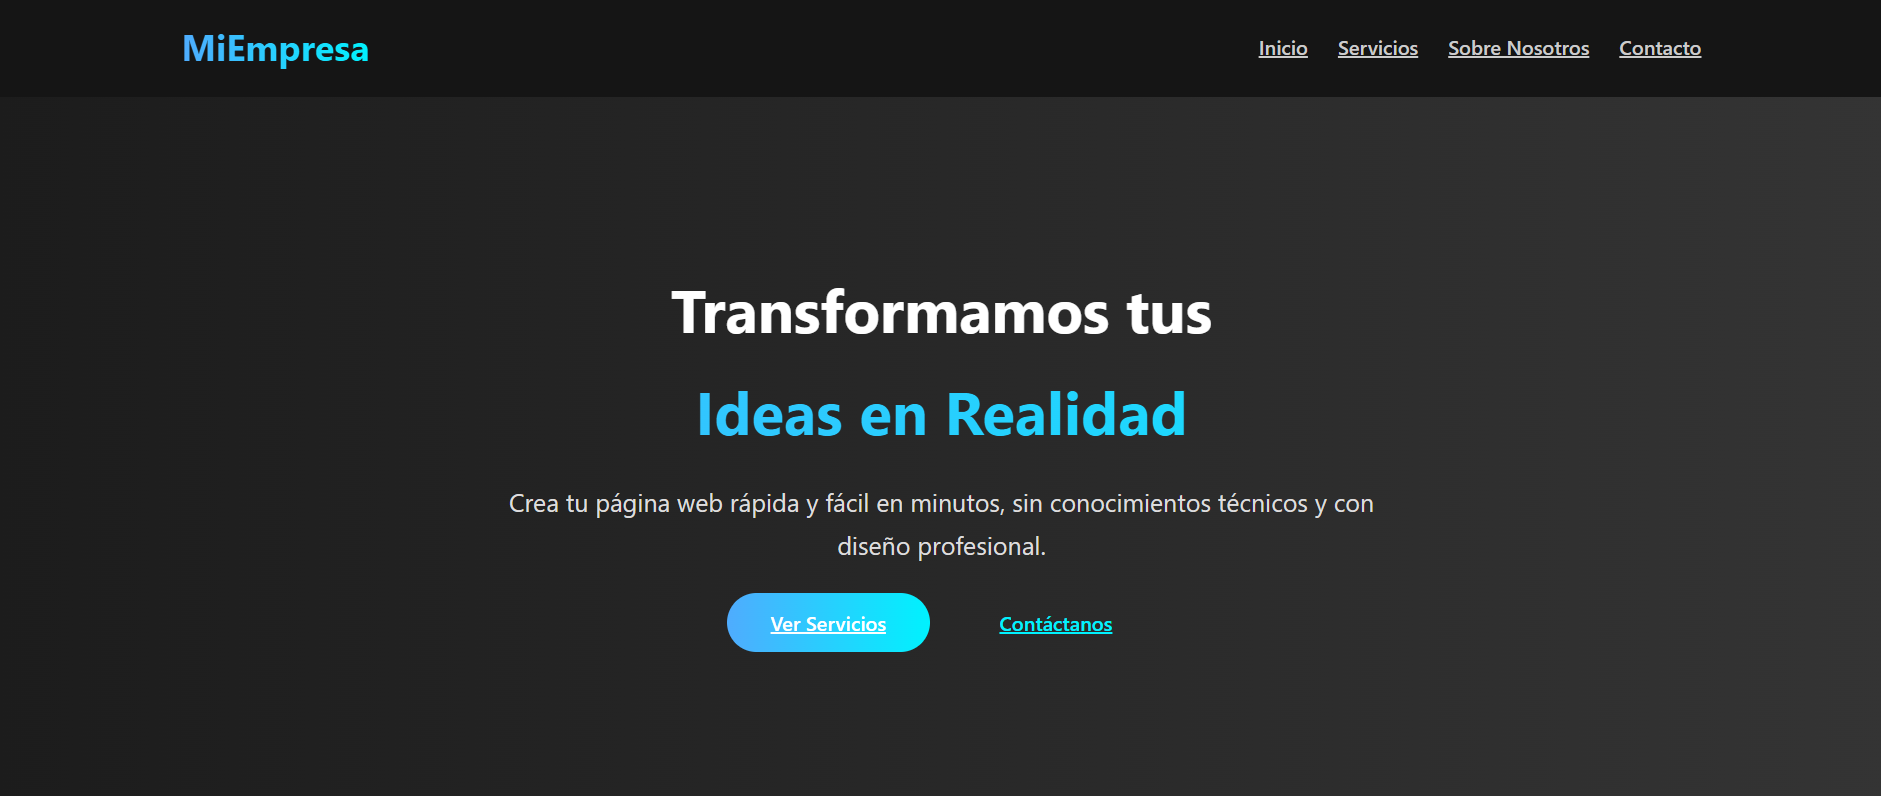 MiEmpresa
Inicio Servicios Sobre Nosotros Contacto
Transformamos tus
Ideas en Realidad
Crea tu página web rápida y fácil en minutos, sin conocimientos técnicos y con
diseño profesional.
Ver Servicios
Contáctanos